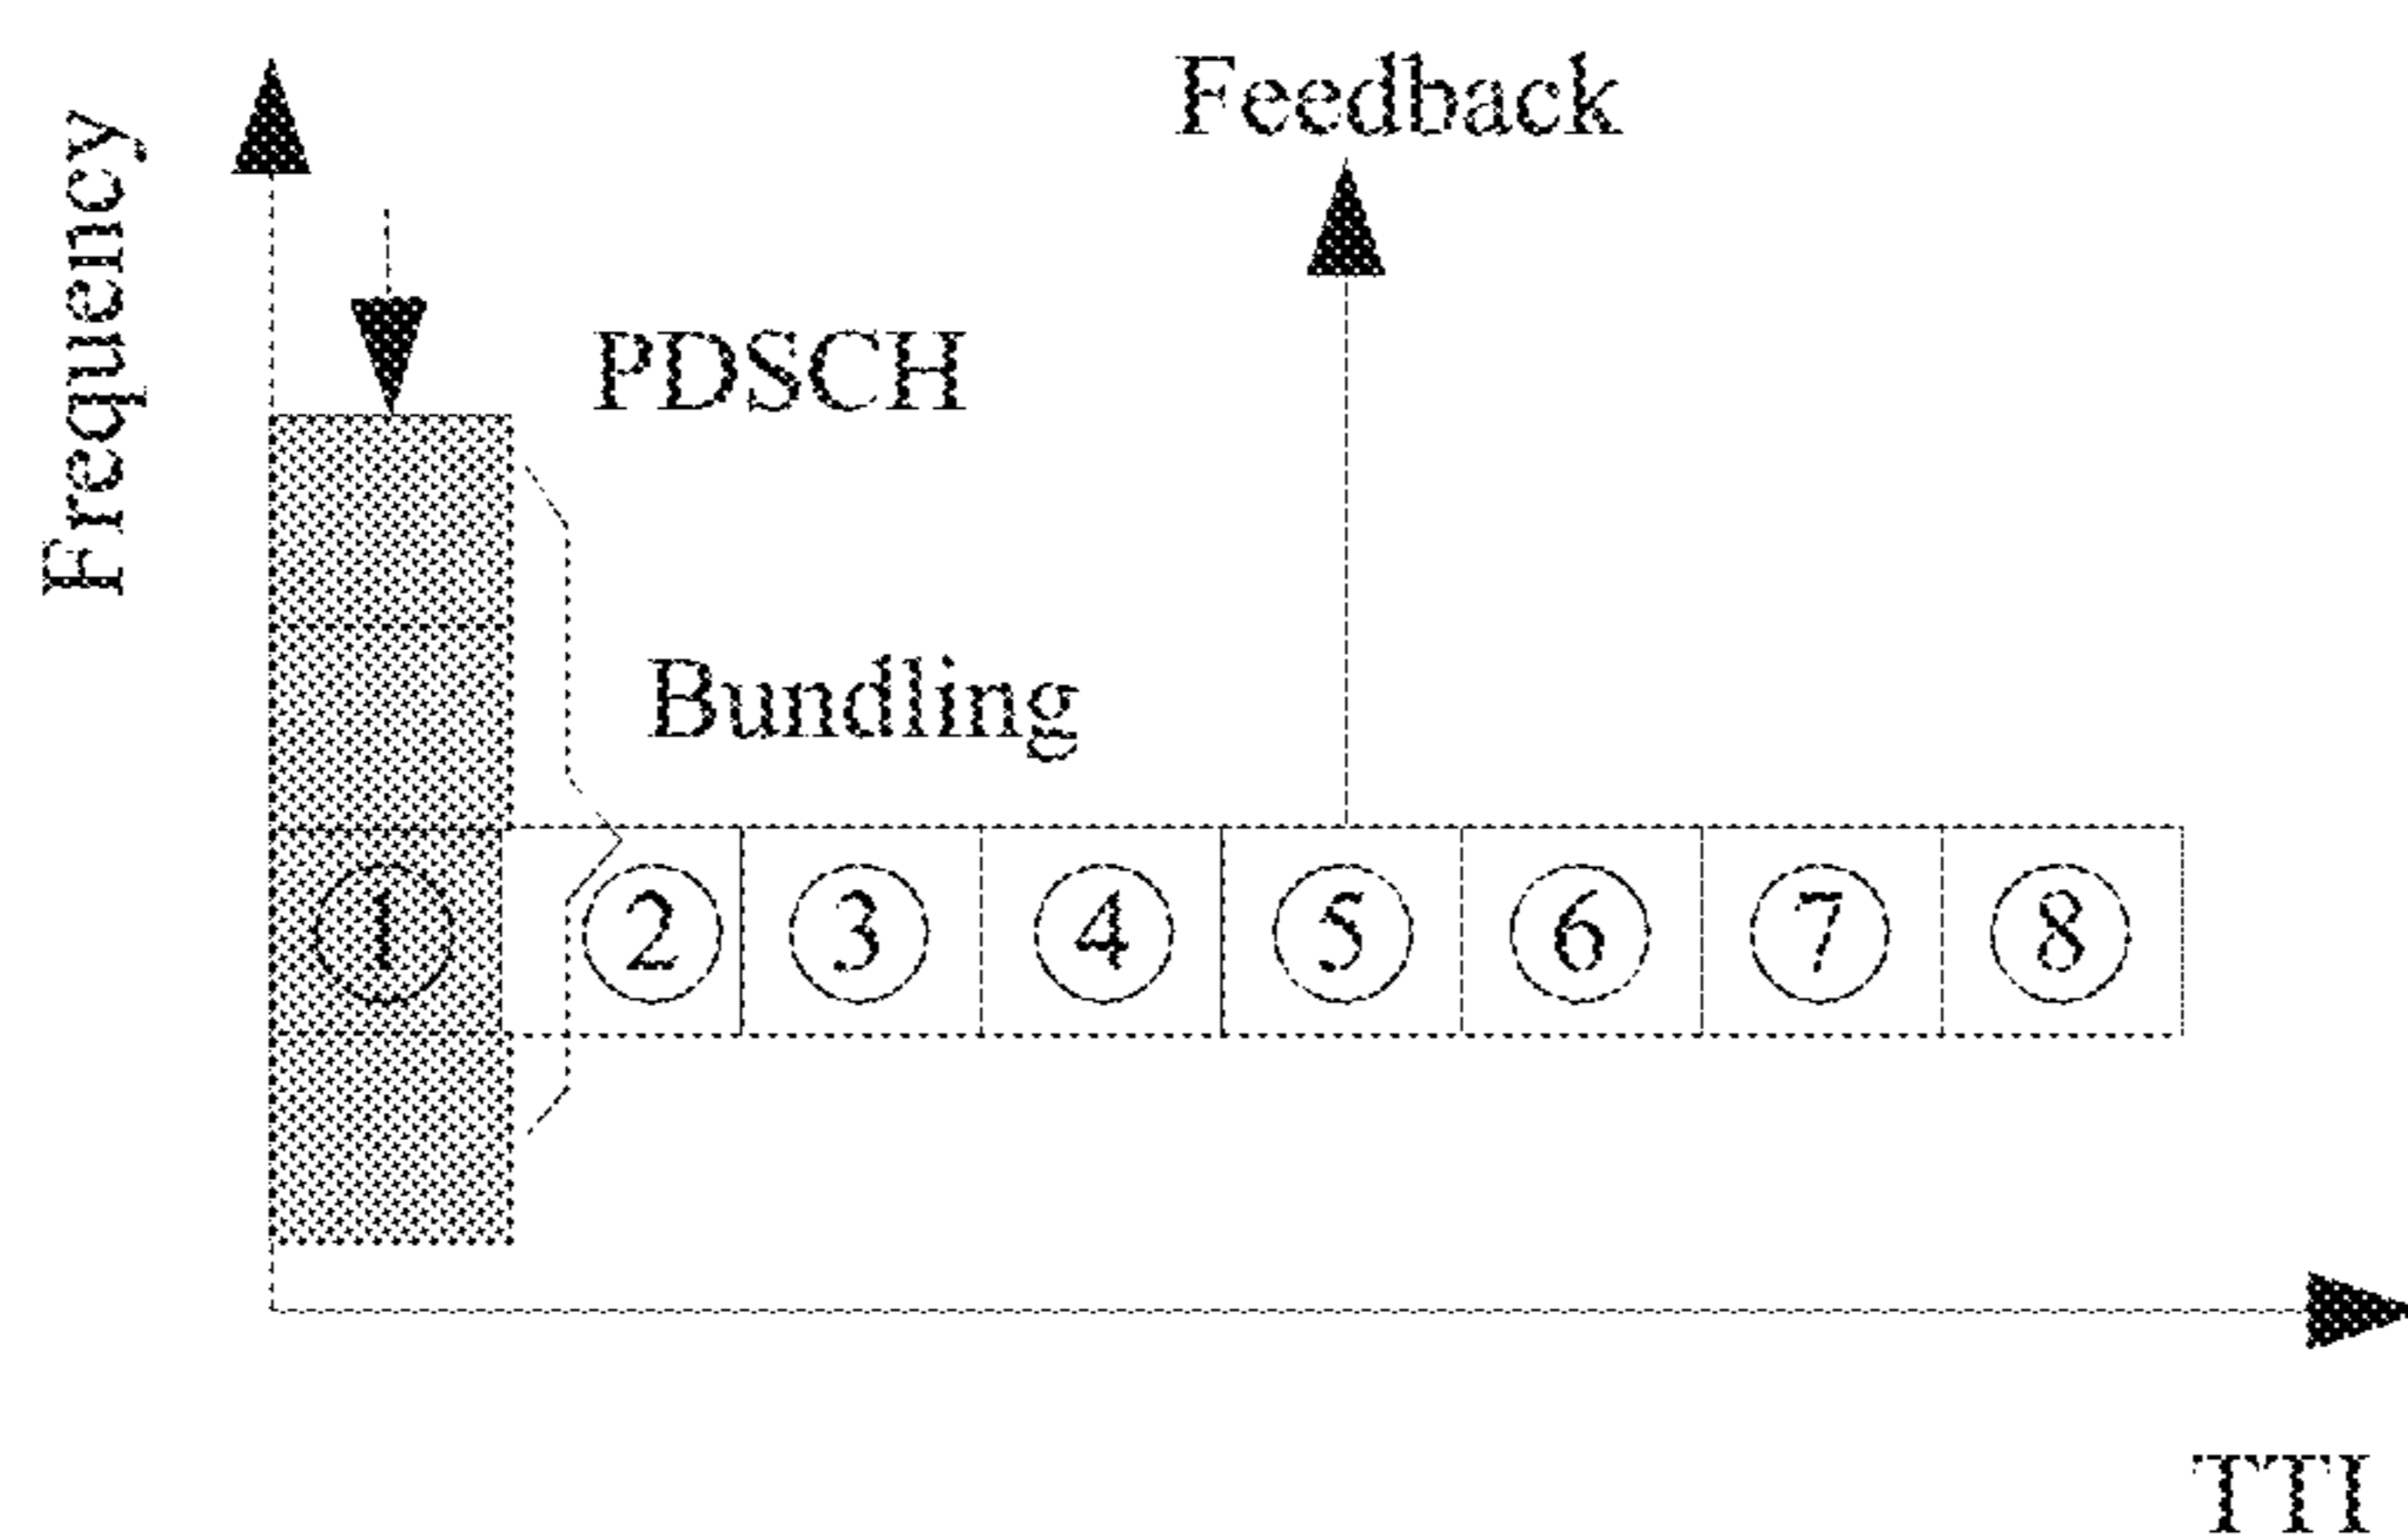 Feedback
Frequency
PDSCH
Bundling
① ② ③ ④ ⑤ ⑥ ⑦ ⑧
TTI